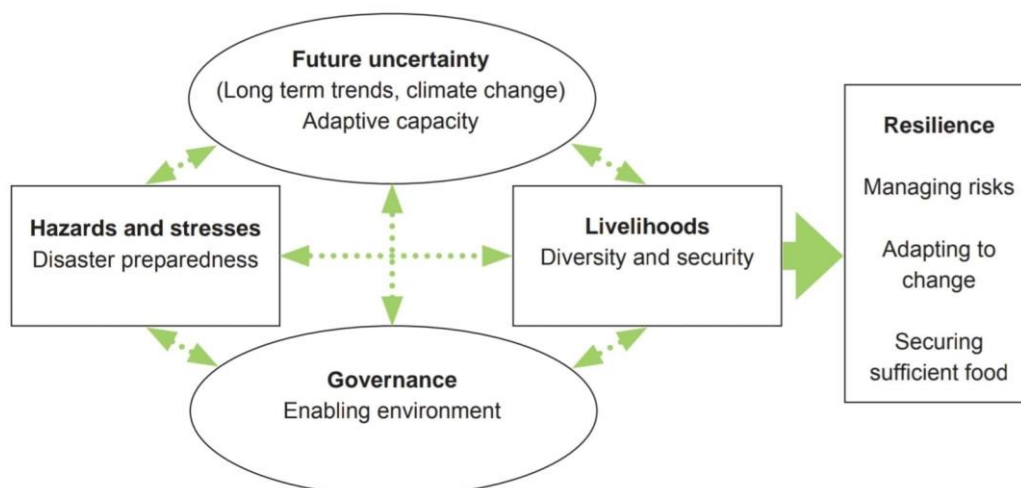 Future uncertainty
(Long term trends, climate change)
Adaptive capacity
Hazards and stresses
Disaster preparedness
Livelihoods
Diversity and security
Governance
Enabling environment
Resilience
Managing risks
Adapting to
change
Securing
sufficient food